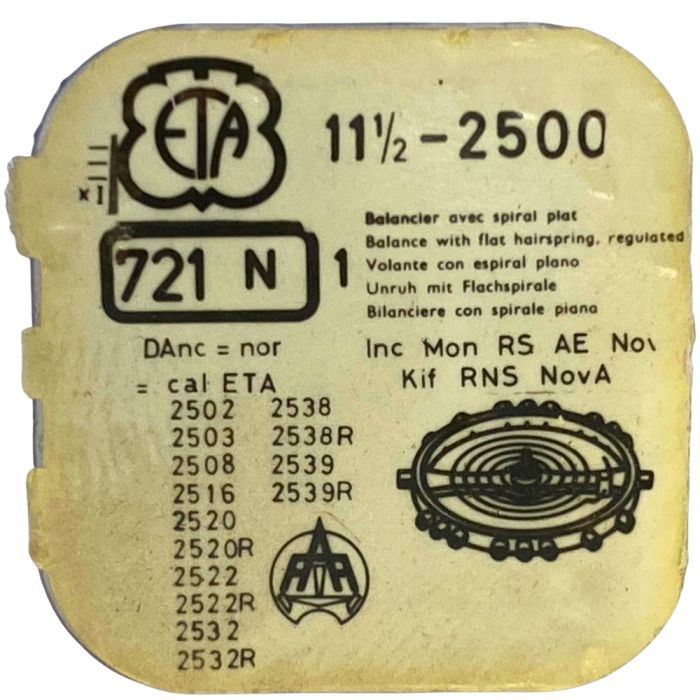 ETA
11 ½ - 2500
x I
721 N 1
Balancier avec spiral plat
Balance with flat hairspring, regulated
Volante con espiral plano
Unruh mit Flachspirale
Bilanciere con spirale piana
DAnc = nor
Inc Mon RS AE Nov
Kif RNS NovA
= cal ETA
2502 2538
2503 2538R
2508 2539
2516 2539R
2520
2520R
2522
2522R
2532
2532R